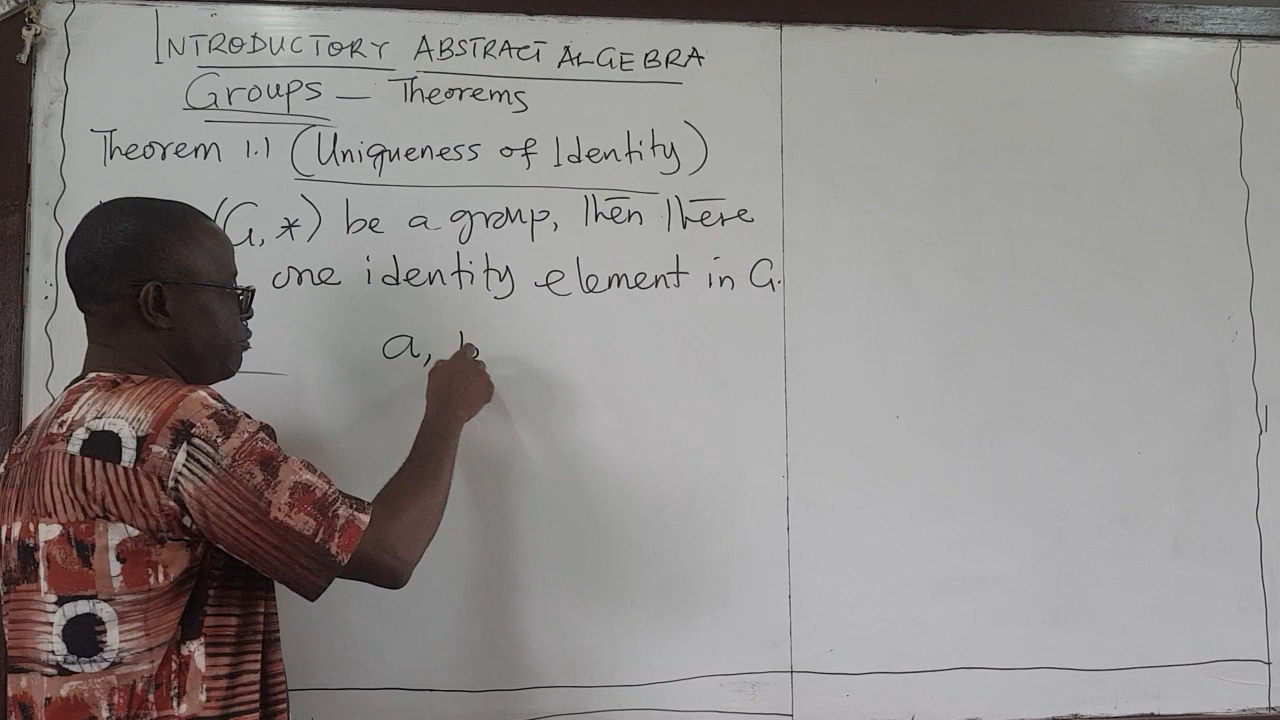 INTRODUCTORY ABSTRACT ALGEBRA
Groups — Theorems
Theorem 1.1 (Uniqueness of Identity)
(G, *) be a group, Then There
one identity element in G.
a, b